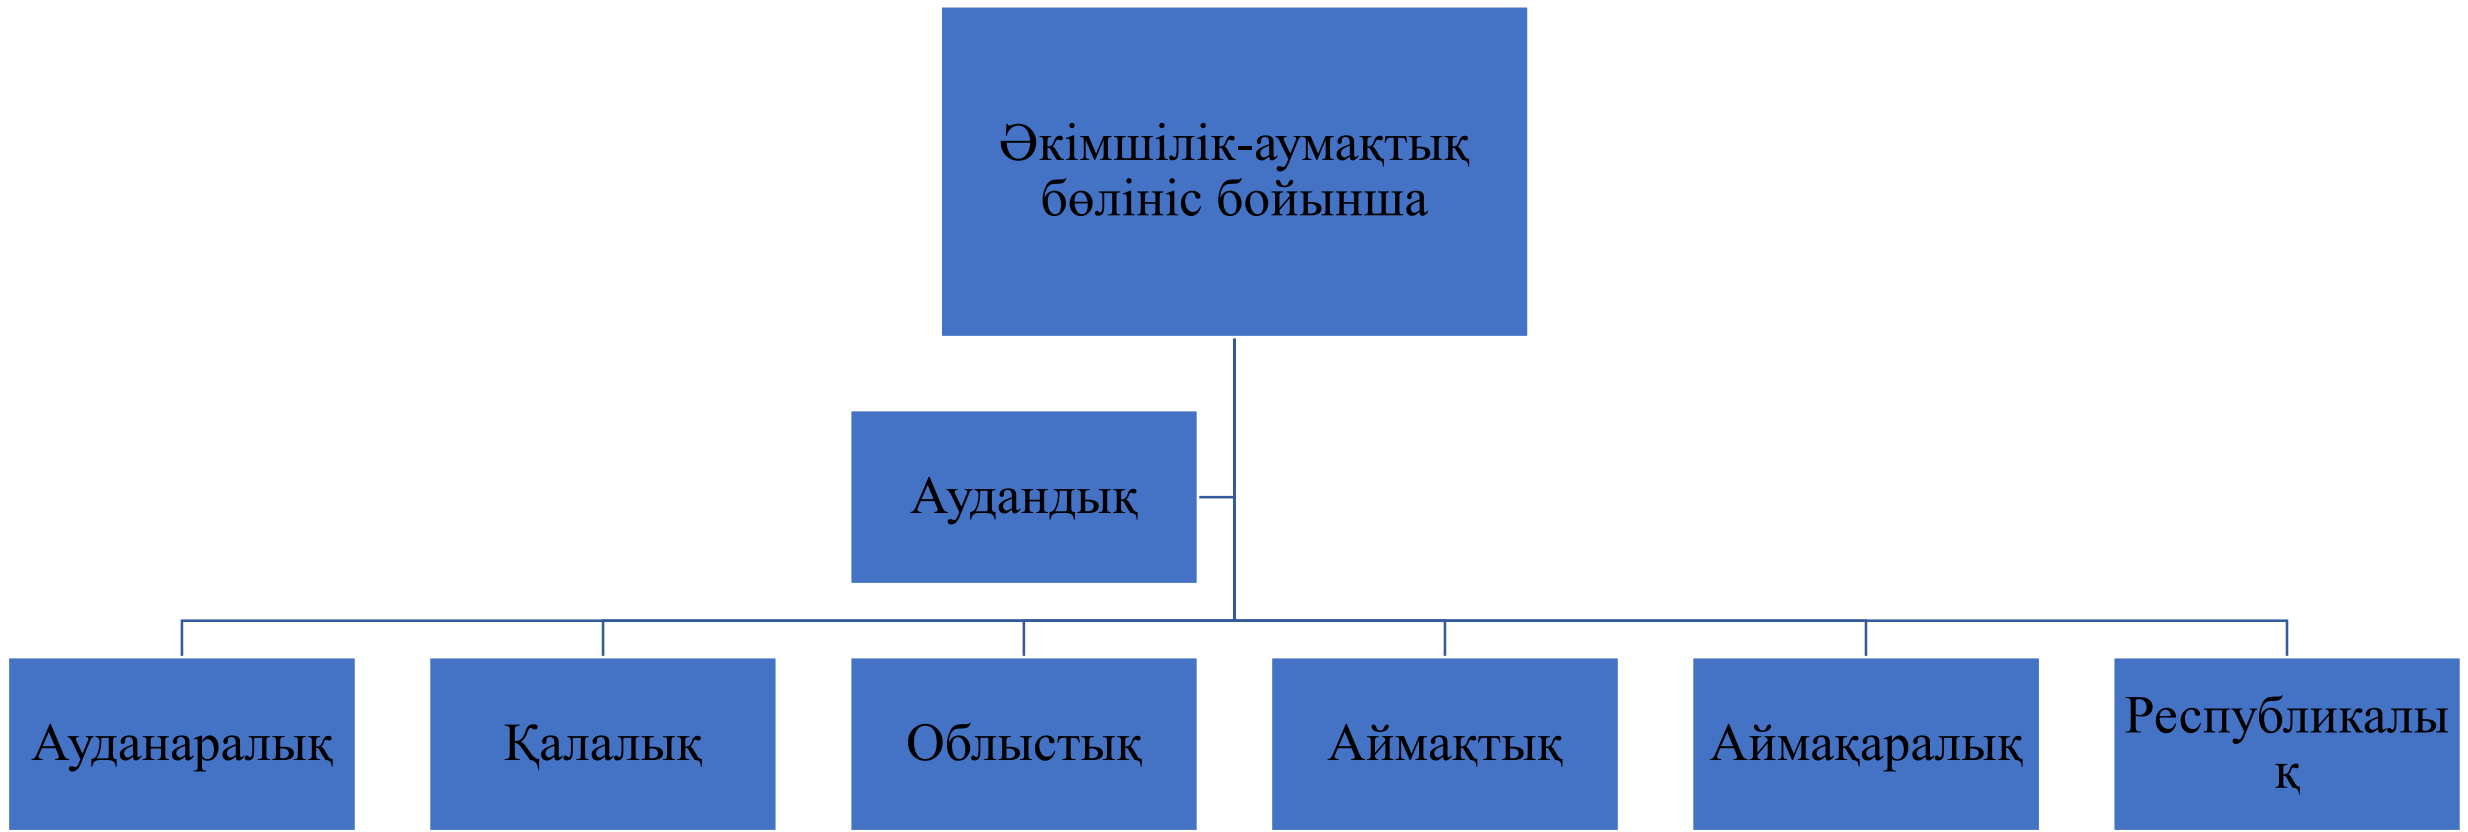 Әкімшілік-аумақтық
бөлініс бойынша
Аудандық
Ауданаралық
Қалалық
Облыстық
Аймақтық
Аймақаралық
Республикалы
қ